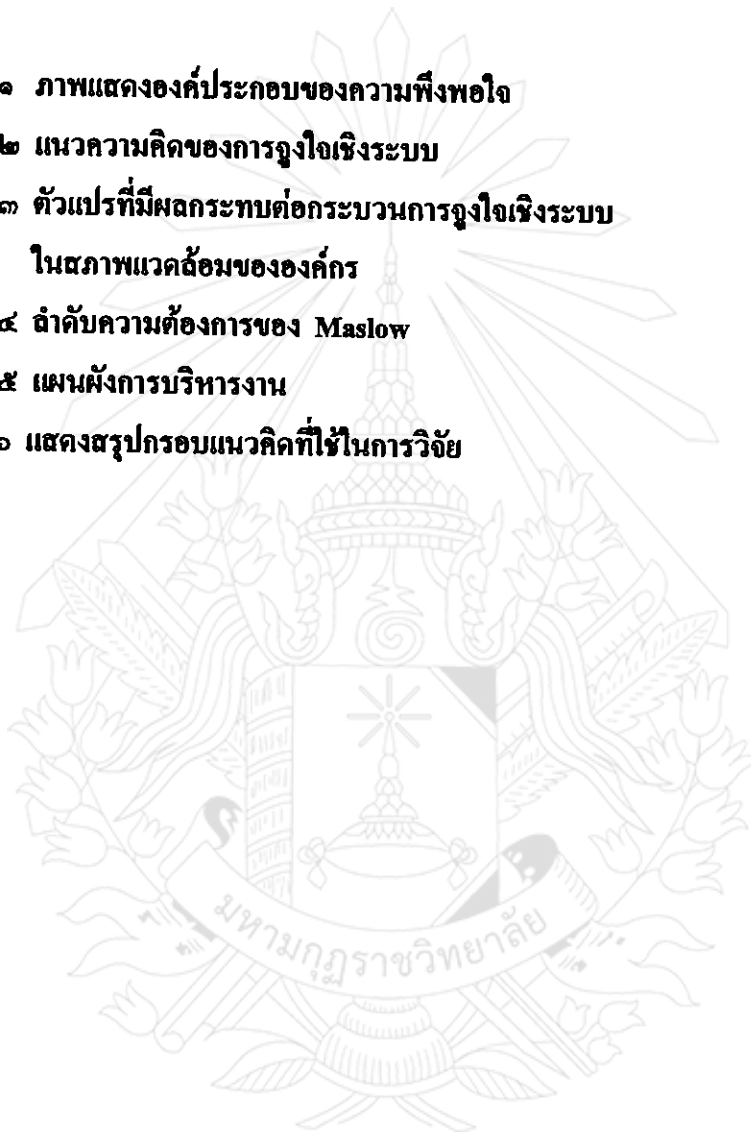 ๑ ภาพแสดงองค์ประกอบของความพึงพอใจ
๒ แนวความคิดของการจูงใจเชิงระบบ
๓ ตัวแปรที่มีผลกระทบต่อกระบวนการจูงใจเชิงระบบ
ในสภาพแวดล้อมขององค์กร
๔ ลำดับความต้องการของ Maslow
๕ แผนผังการบริหารงาน
๖ แสดงสรุปกรอบแนวคิดที่ใช้ในการวิจัย
มหามกุฏราชวิทยาลัย